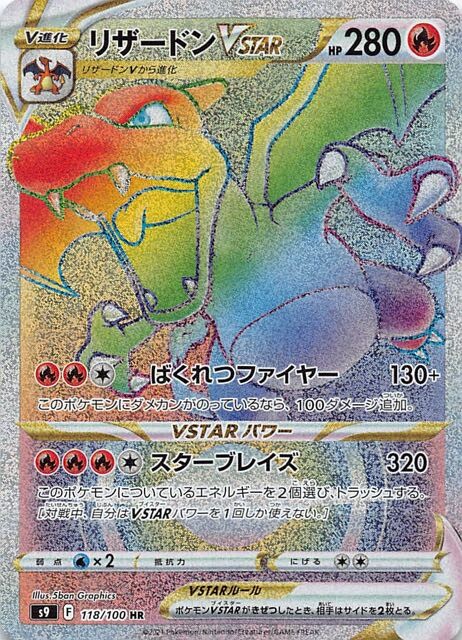 V進化
リザードンVSTAR
HP 280
リザードンVから進化
ばくれつファイヤー 130+
このポケモンにダメカンがのっているなら、100ダメージ追加。
VSTARパワー
スターブレイズ 320
このポケモンについているエネルギーを2個選び、トラッシュする。
[対戦中、自分はVSTARパワーを1回しか使えない。]
弱点 ×2 抵抗力 にげる
Illus. 5ban Graphics
VSTARルール
S9 F 118/100 HR
ポケモンVSTARがきぜつしたとき、相手はサイドを2枚とる。
©2021 Pokémon/Nintendo/Creatures/GAME FREAK